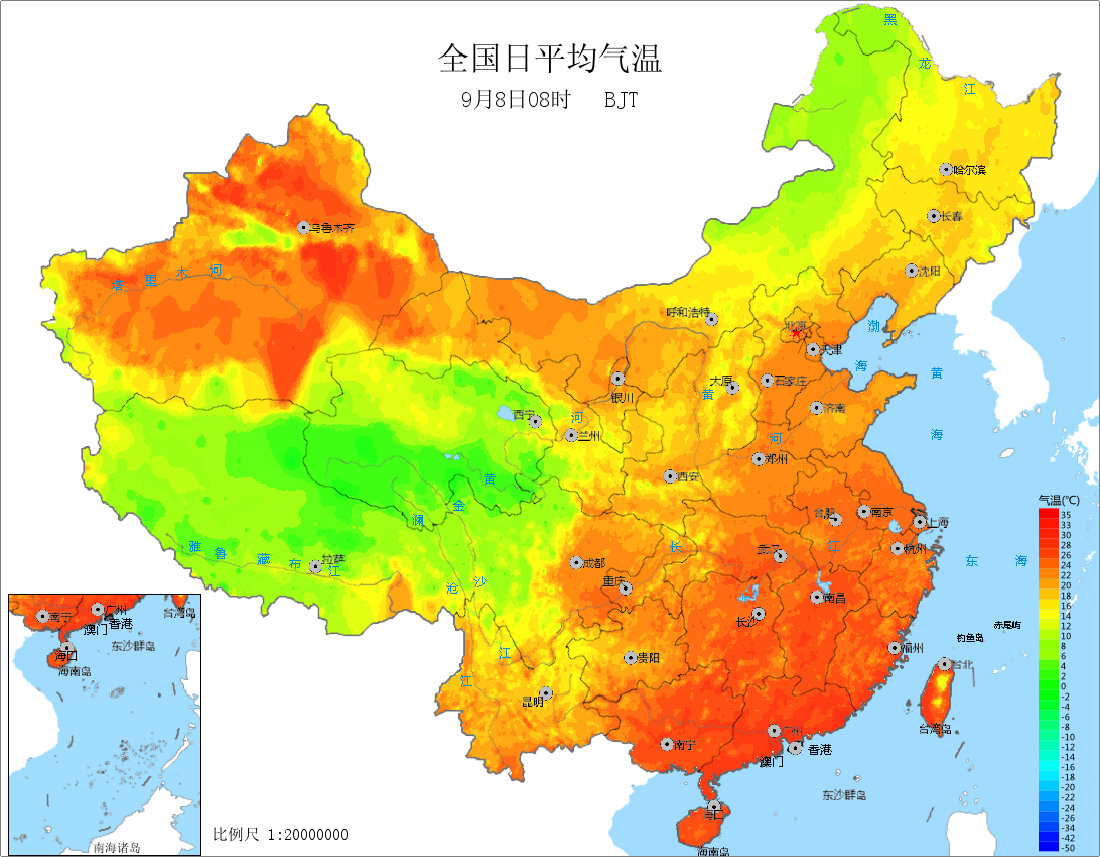 全国日平均气温
9月8日08时 BJT
黑
龙
江
哈尔滨
长春
沈阳
乌鲁木齐
塔 里 木 河
呼和浩特
北京
天津
渤
海
黄
海
太原
石家庄
黄
银川
济南
西宁
河
兰州
河
郑州
西安
黄
金
澜
合肥
南京
上海
气温(℃)
35
33
30
28
26
24
22
20
18
16
14
12
10
8
6
4
2
0
-2
-4
-6
-8
-10
-12
-14
-16
-18
-20
-22
-24
-26
-34
-42
-50
雅 鲁 藏 布 江
拉萨
长
江
武汉
杭州
东 海
成都
重庆
沧
沙
南昌
长沙
赤尾屿
钓鱼岛
江
贵阳
福州
台北
江
昆明
台湾岛
南宁
广州
香港
澳门
东沙群岛
海口
海南岛
南宁
广州
台湾岛
澳门
香港
海口
东沙群岛
海南岛
南海诸岛
比例尺 1:20000000